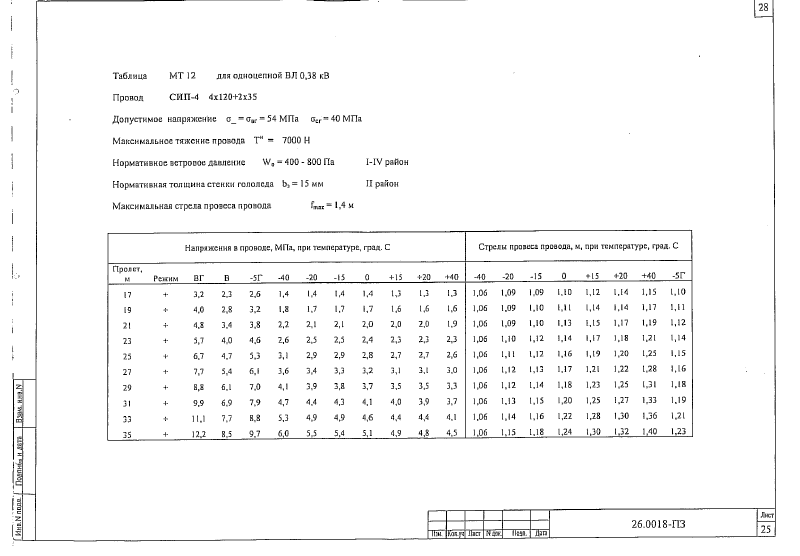 28
Таблица МТ 12 для одноцепной ВЛ 0,38 кВ
Провод СИП-4 4х120+2х35
Допустимое напряжение σ_ = σвг = 54 МПа σсг = 40 МПа
Максимальное тяжение провода Тн = 7000 Н
Нормативное ветровое давление W₀ = 400 - 800 Па I-IV район
Нормативная толщина стенки гололеда bэ = 15 мм II район
Максимальная стрела провеса провода fmax = 1,4 м
Напряжения в проводе, МПа, при температуре, град. С Стрелы провеса провода, м, при температуре, град. С
Пролет, м Режим ВГ В -5Г -40 -20 -15 0 +15 +20 +40 -40 -20 -15 0 +15 +20 +40 -5Г
17 ÷ 3,2 2,3 2,6 1,4 1,4 1,4 1,4 1,3 1,3 1,3 1,06 1,09 1,09 1,10 1,12 1,14 1,15 1,10
19 ÷ 4,0 2,8 3,2 1,8 1,7 1,7 1,7 1,6 1,6 1,6 1,06 1,09 1,10 1,11 1,14 1,14 1,17 1,11
21 ÷ 4,8 3,4 3,8 2,2 2,1 2,1 2,0 2,0 2,0 1,9 1,06 1,09 1,10 1,13 1,15 1,17 1,19 1,12
23 ÷ 5,7 4,0 4,6 2,6 2,5 2,5 2,4 2,3 2,3 2,3 1,06 1,10 1,12 1,14 1,17 1,18 1,21 1,14
25 ÷ 6,7 4,7 5,3 3,1 2,9 2,9 2,8 2,7 2,7 2,6 1,06 1,11 1,12 1,16 1,19 1,20 1,25 1,15
27 ÷ 7,7 5,4 6,1 3,6 3,4 3,3 3,2 3,1 3,1 3,0 1,06 1,12 1,13 1,17 1,21 1,22 1,28 1,16
29 ÷ 8,8 6,1 7,0 4,1 3,9 3,8 3,7 3,5 3,5 3,3 1,06 1,12 1,14 1,18 1,23 1,25 1,31 1,18
31 ÷ 9,9 6,9 7,9 4,7 4,4 4,3 4,1 4,0 3,9 3,7 1,06 1,13 1,15 1,20 1,25 1,27 1,33 1,19
33 ÷ 11,1 7,7 8,8 5,3 4,9 4,9 4,6 4,4 4,4 4,1 1,06 1,14 1,16 1,22 1,28 1,30 1,36 1,21
35 ÷ 12,2 8,5 9,7 6,0 5,5 5,4 5,1 4,9 4,8 4,5 1,06 1,15 1,18 1,24 1,30 1,32 1,40 1,23
Взам. инв.N
Подпись и дата
Инв.N подл.
Изм. Кол.уч Лист N док. Подп. Дата
26.0018-ПЗ
Лист
25